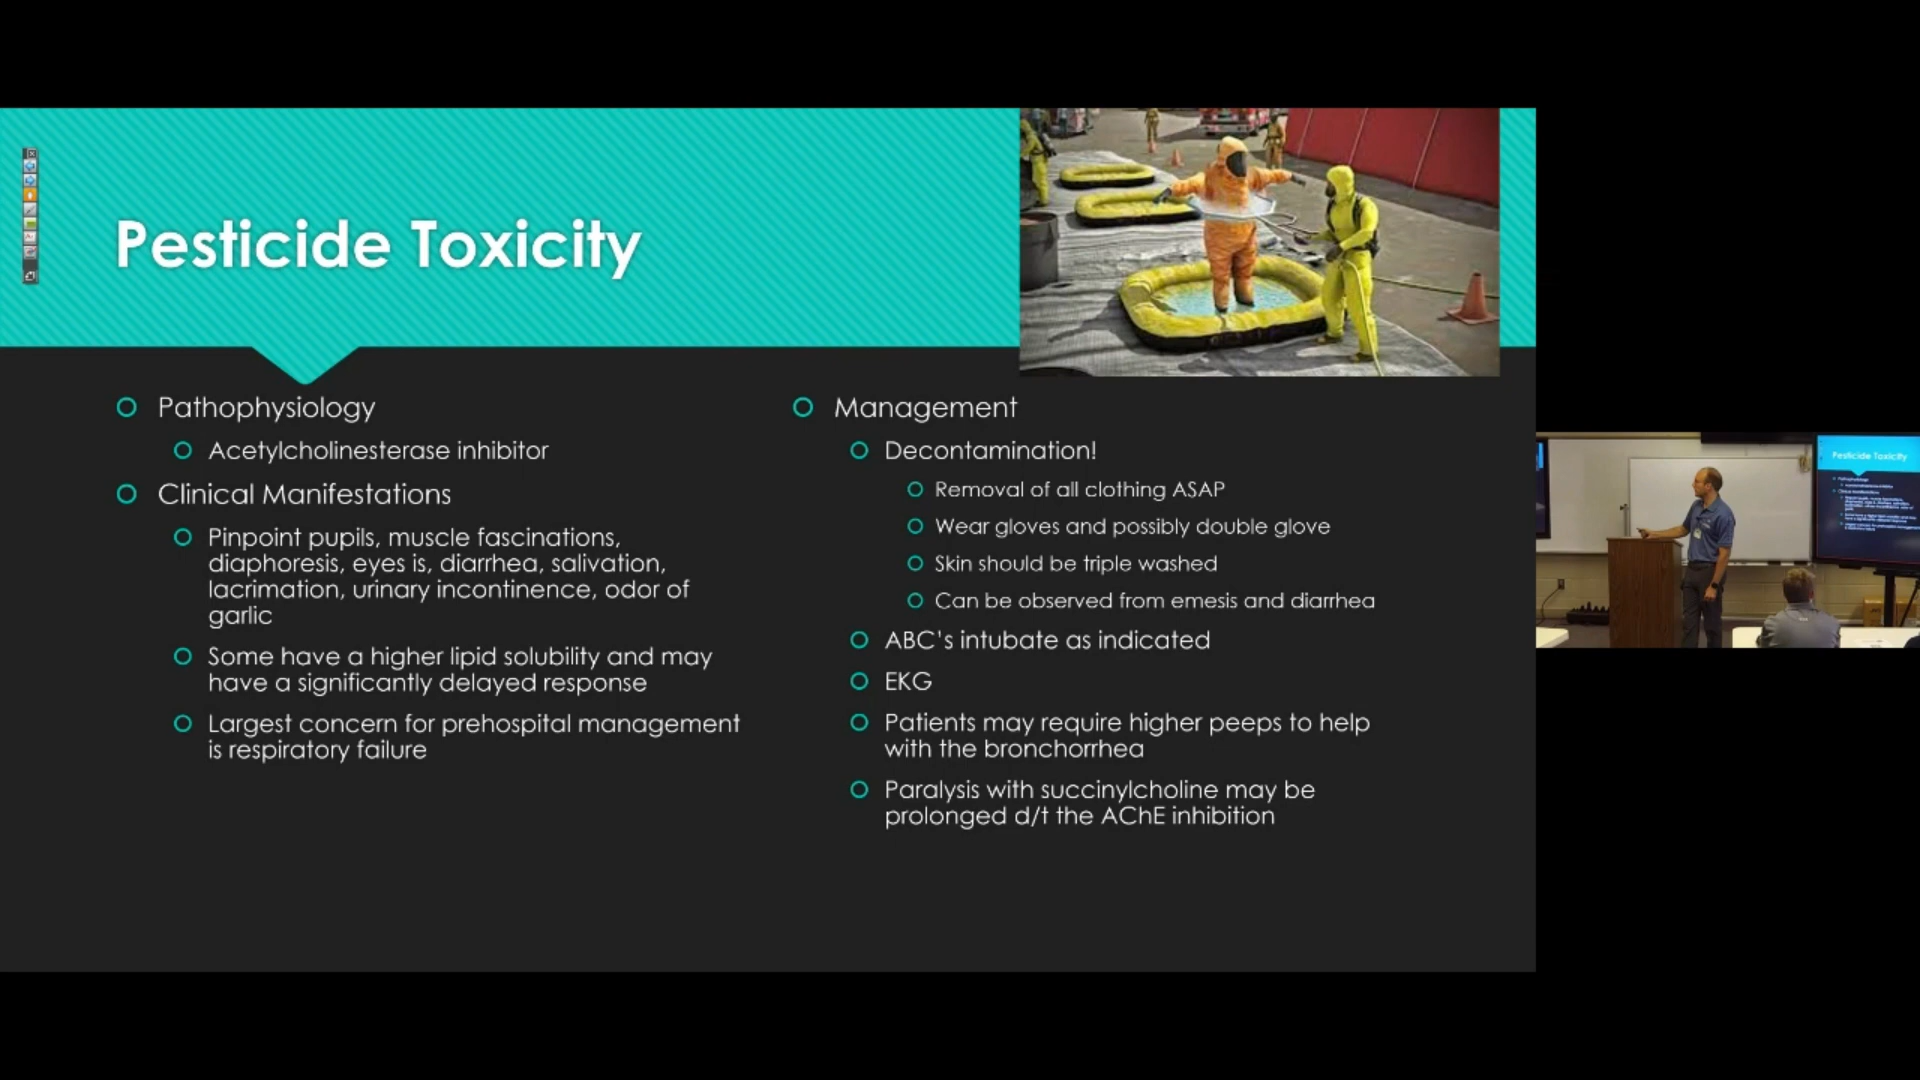 Pesticide Toxicity
Pathophysiology
Acetylcholinesterase inhibitor
Clinical Manifestations
Pinpoint pupils, muscle fascinations,
diaphoresis, eyes is, diarrhea, salivation,
lacrimation, urinary incontinence, odor of
garlic
Some have a higher lipid solubility and may
have a significantly delayed response
Largest concern for prehospital management
is respiratory failure
Management
Decontamination!
Removal of all clothing ASAP
Wear gloves and possibly double glove
Skin should be triple washed
Can be observed from emesis and diarrhea
ABC's intubate as indicated
EKG
Patients may require higher peeps to help
with the bronchorrhea
Paralysis with succinylcholine may be
prolonged d/t the AChE inhibition
Pesticide Toxicity